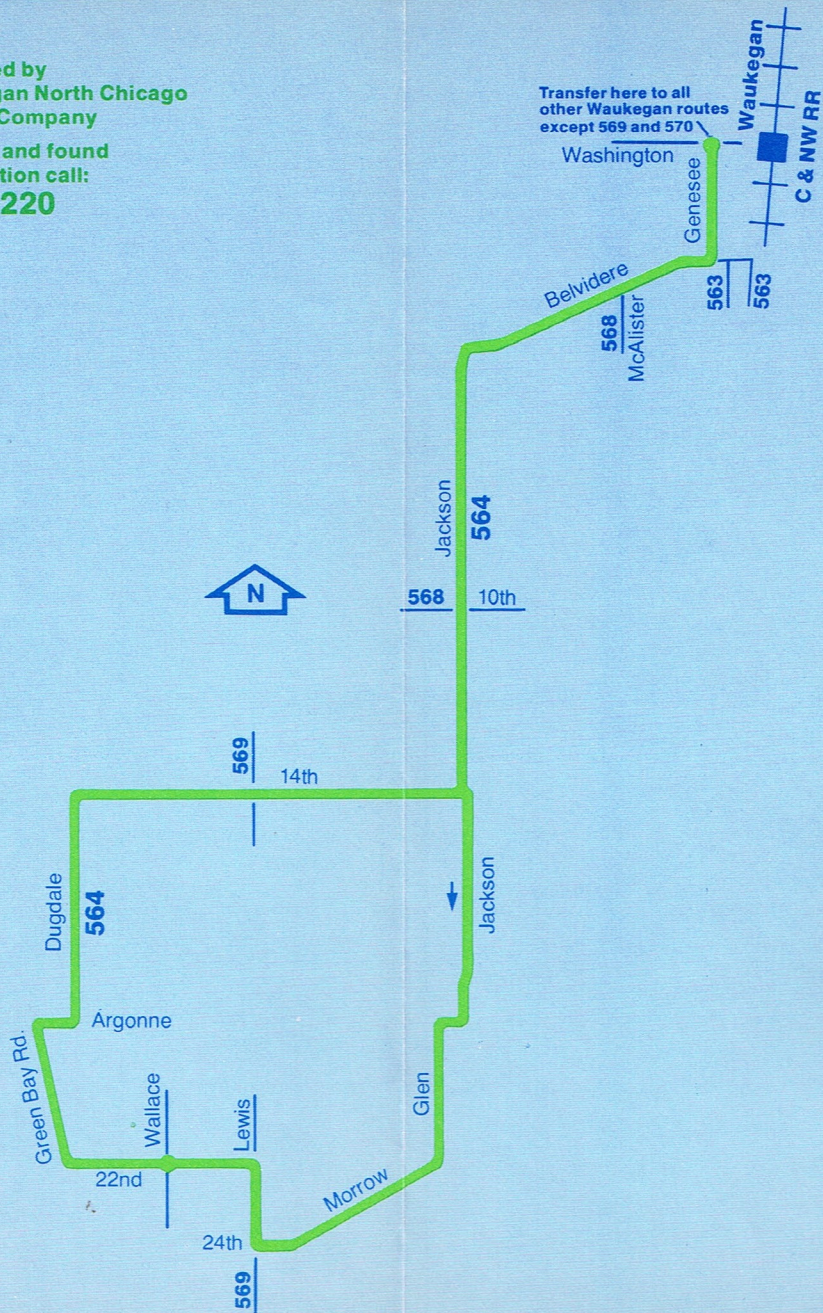 ed by
gan North Chicago
Company
and found
tion call:
220
Transfer here to all
other Waukegan routes
except 569 and 570
Waukegan
C & NW RR
Washington
Genesee
Belvidere
563
563
568
McAlister
Jackson
564
N
568
10th
569
14th
Dugdale
564
Jackson
Argonne
Green Bay Rd.
Wallace
Lewis
Glen
22nd
Morrow
24th
569